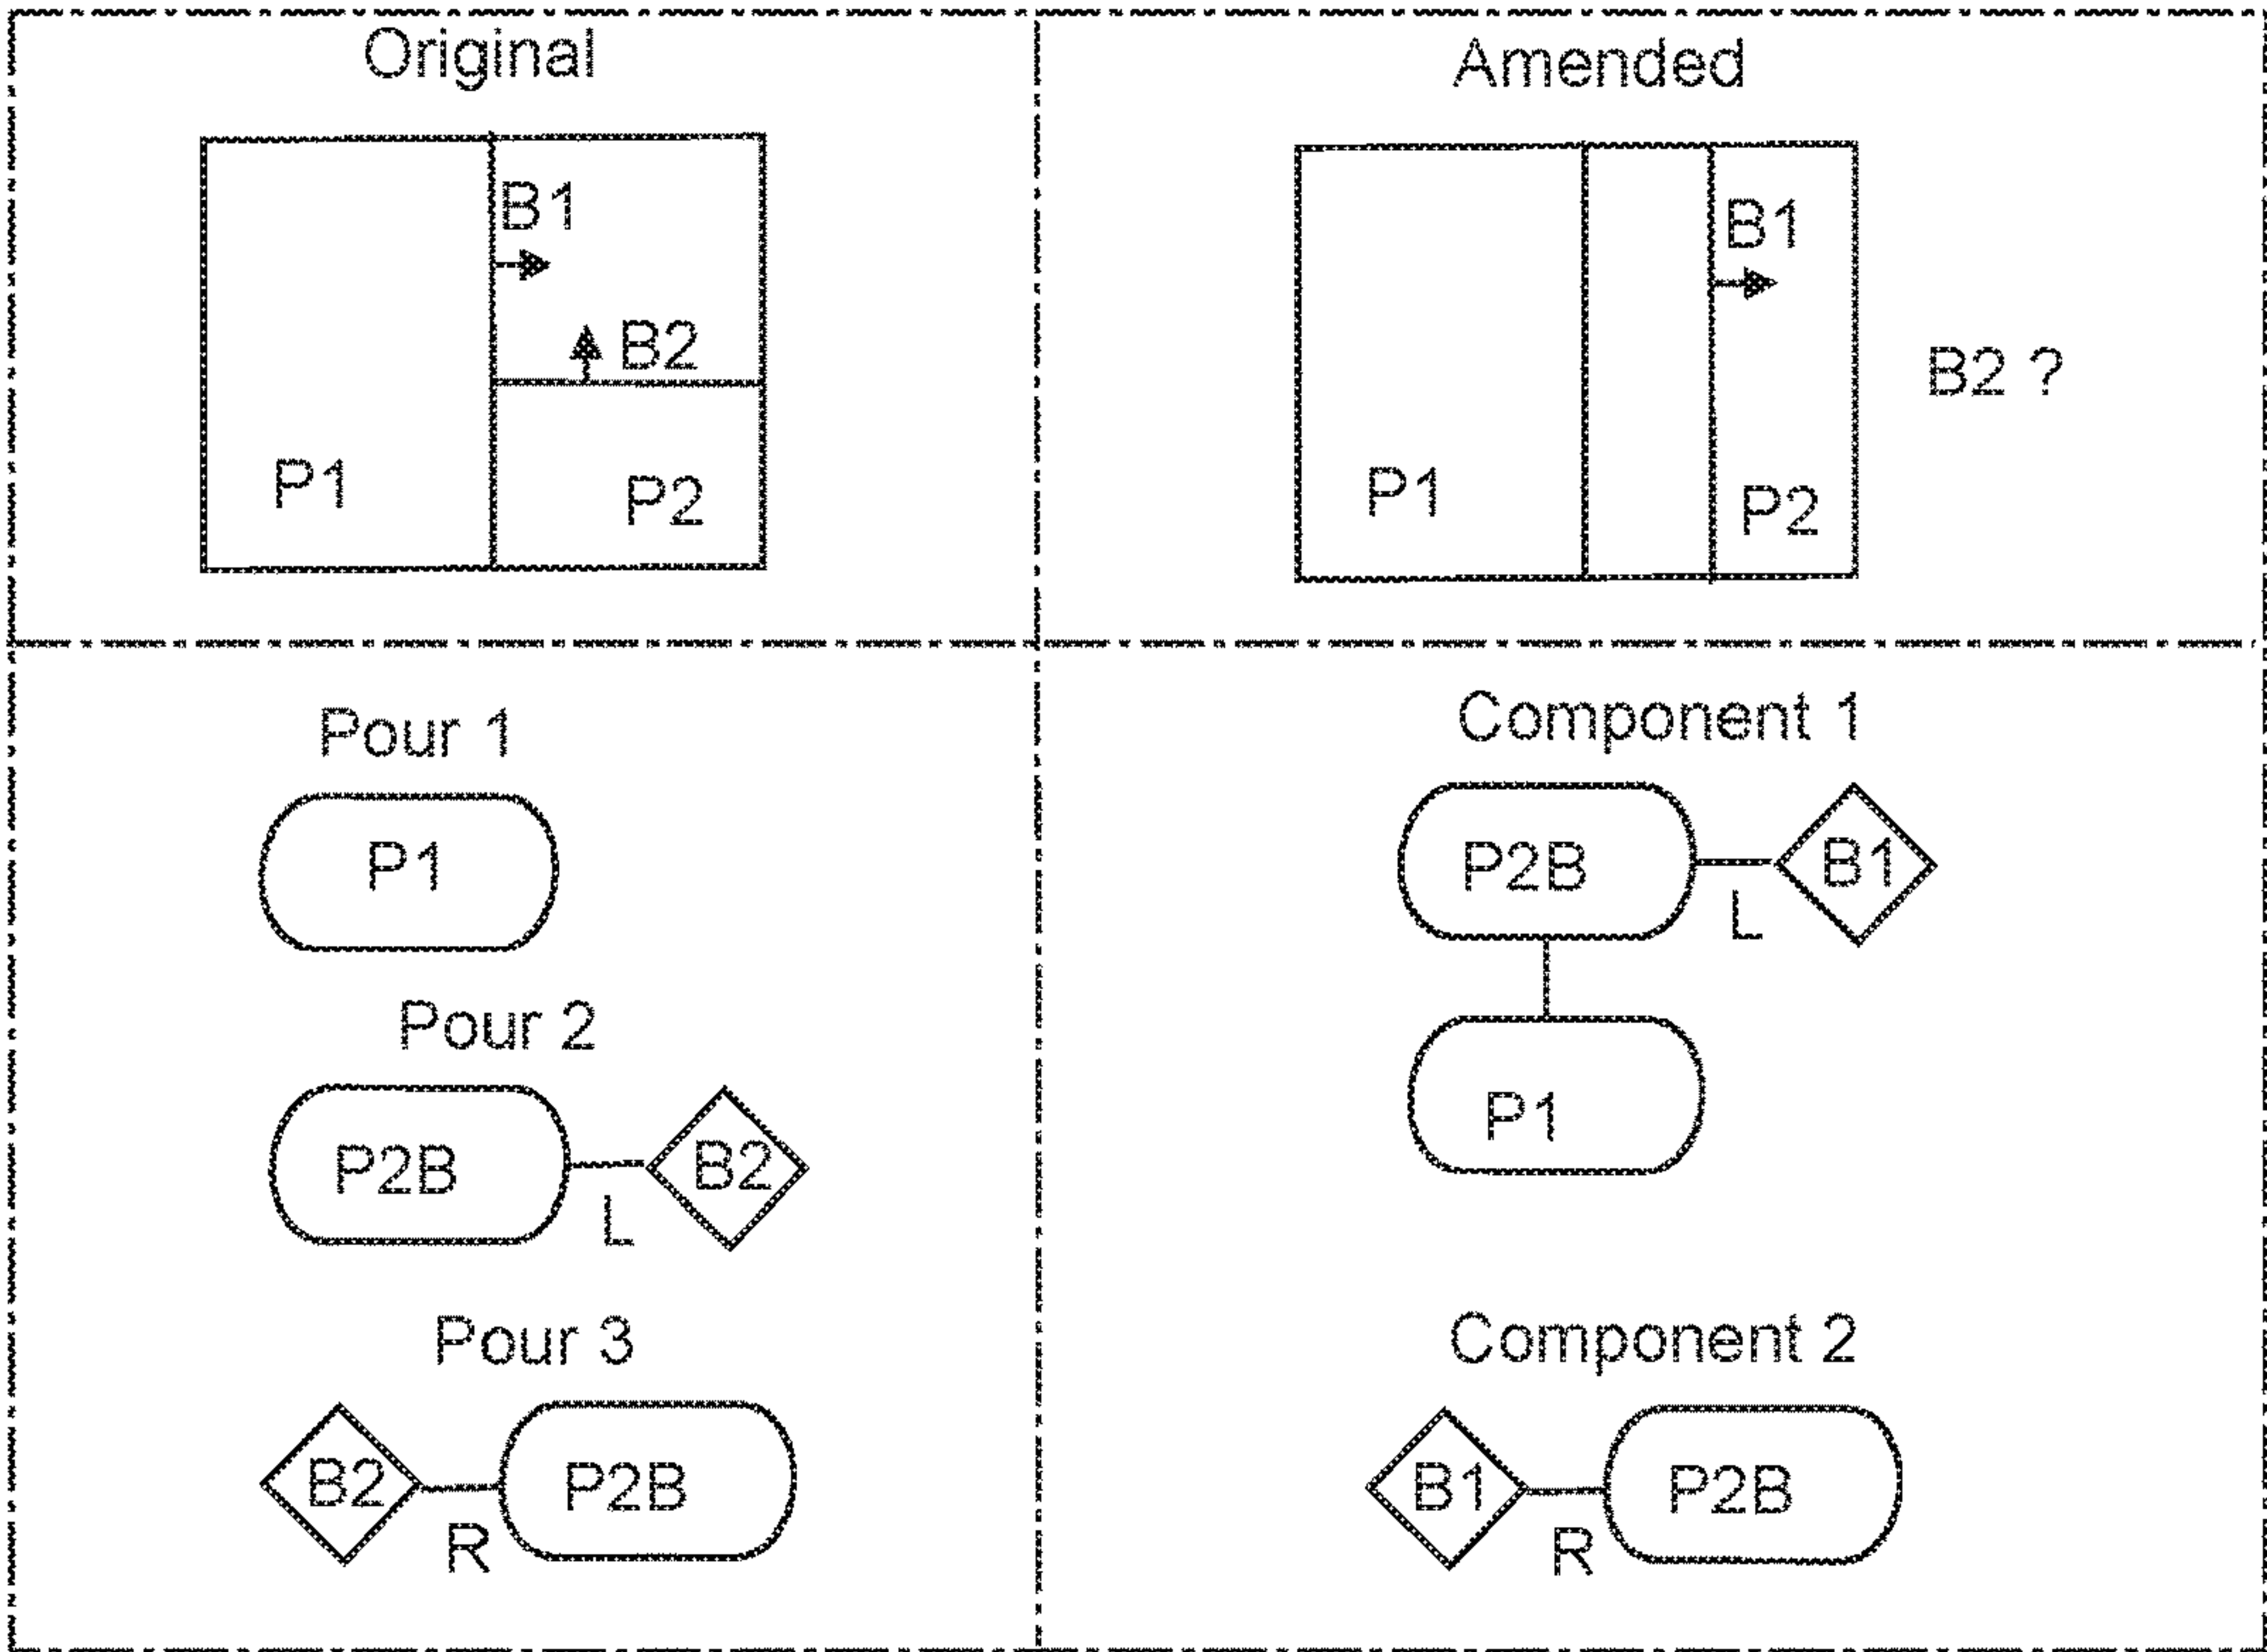 Original
B1
B2
P1
P2
Amended
B1
B2 ?
P1
P2
Pour 1
P1
Pour 2
P2B
L
B2
Pour 3
B2
R
P2B
Component 1
P2B
L
B1
P1
Component 2
B1
R
P2B